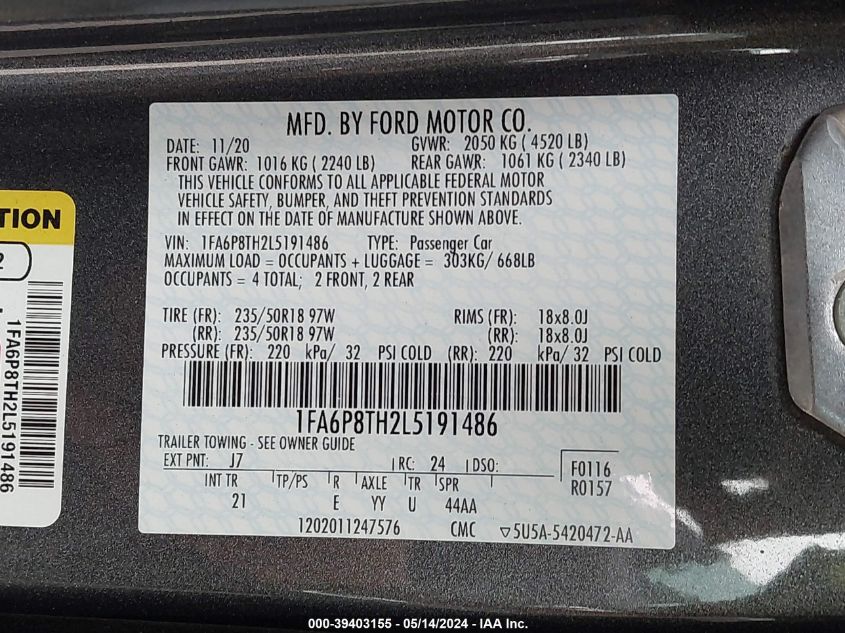 MFD. BY FORD MOTOR CO.
DATE: 11/20 GVWR: 2050 KG ( 4520 LB)
FRONT GAWR: 1016 KG ( 2240 LB) REAR GAWR: 1061 KG ( 2340 LB)
THIS VEHICLE CONFORMS TO ALL APPLICABLE FEDERAL MOTOR
VEHICLE SAFETY, BUMPER, AND THEFT PREVENTION STANDARDS
IN EFFECT ON THE DATE OF MANUFACTURE SHOWN ABOVE.
VIN: 1FA6P8TH2L5191486 TYPE: Passenger Car
MAXIMUM LOAD = OCCUPANTS + LUGGAGE = 303KG/ 668LB
OCCUPANTS = 4 TOTAL; 2 FRONT, 2 REAR
TIRE (FR): 235/50R18 97W RIMS (FR): 18x8.0J
(RR): 235/50R18 97W (RR): 18x8.0J
PRESSURE (FR): 220 kPa/ 32 PSI COLD (RR): 220 kPa/ 32 PSI COLD
1FA6P8TH2L5191486
TRAILER TOWING - SEE OWNER GUIDE
EXT PNT: J7 RC: 24 DSO: F0116
INT TR TP/PS R AXLE TR SPR R0157
21 E YY U 44AA
1202011247576 CMC ▽5U5A-5420472-AA
TION
2
1FA6P8TH2L5191486
000-39403155 - 05/14/2024 - IAA Inc.